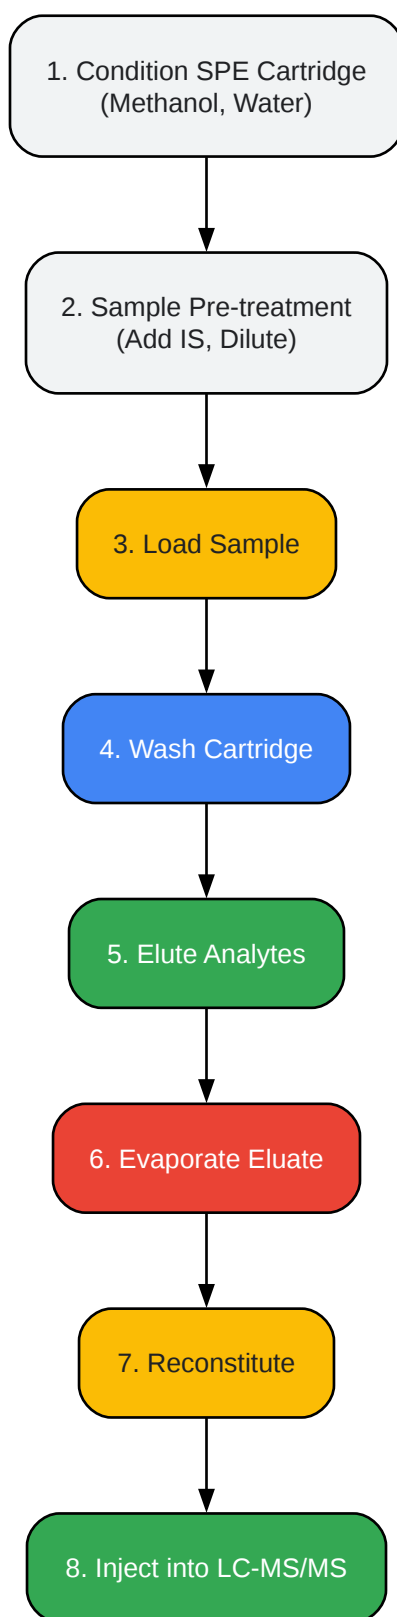 1. Condition SPE Cartridge
(Methanol, Water)
2. Sample Pre-treatment
(Add IS, Dilute)
3. Load Sample
4. Wash Cartridge
5. Elute Analytes
6. Evaporate Eluate
7. Reconstitute
8. Inject into LC-MS/MS